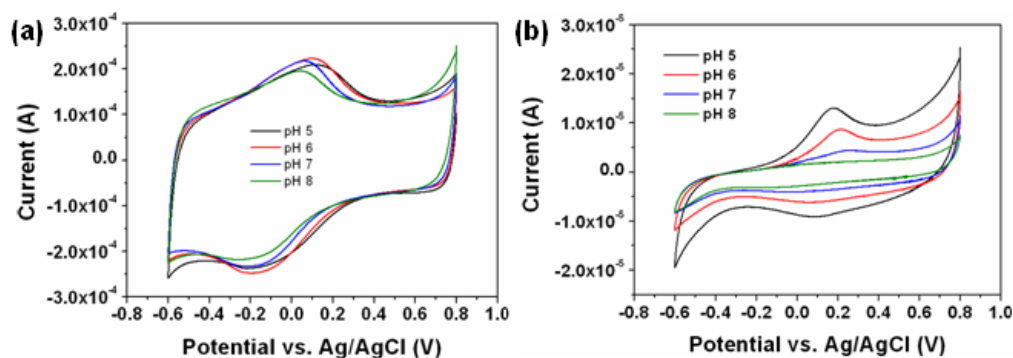 (a)
3.0x10⁻⁴
2.0x10⁻⁴
1.0x10⁻⁴
0.0
-1.0x10⁻⁴
-2.0x10⁻⁴
-3.0x10⁻⁴
Current (A)
pH 5
pH 6
pH 7
pH 8
-0.8 -0.6 -0.4 -0.2 0.0 0.2 0.4 0.6 0.8 1.0
Potential vs. Ag/AgCl (V)
(b)
3.0x10⁻⁵
2.0x10⁻⁵
1.0x10⁻⁵
0.0
-1.0x10⁻⁵
-2.0x10⁻⁵
Current (A)
pH 5
pH 6
pH 7
pH 8
-0.8 -0.6 -0.4 -0.2 0.0 0.2 0.4 0.6 0.8 1.0
Potential vs. Ag/AgCl (V)